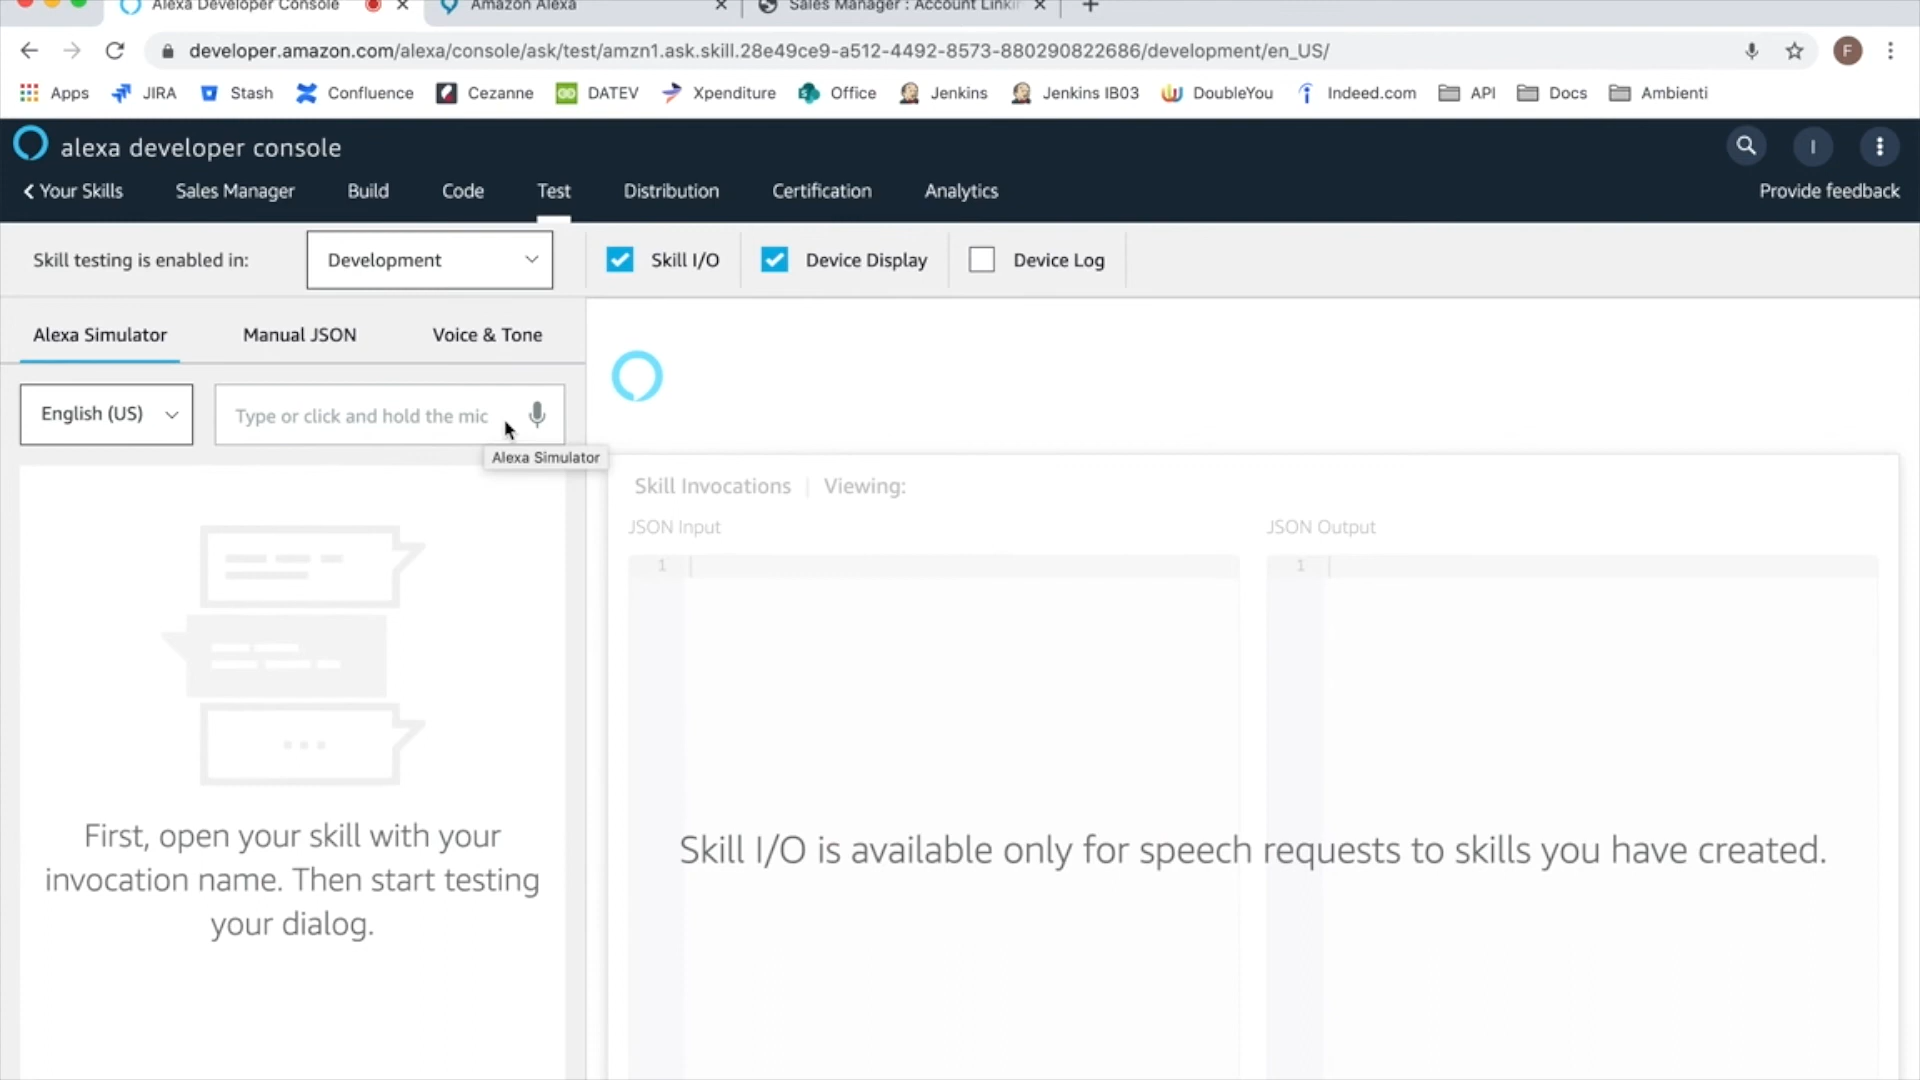 Alexa Developer Console
Amazon Alexa
Sales Manager : Account Linkin
developer.amazon.com/alexa/console/ask/test/amzn1.ask.skill.28e49ce9-a512-4492-8573-880290822686/development/en_US/
F
Apps JIRA Stash Confluence Cezanne DATEV Xpenditure Office Jenkins Jenkins IB03 DoubleYou Indeed.com API Docs Ambienti
alexa developer console
I
Your Skills Sales Manager Build Code Test Distribution Certification Analytics Provide feedback
Skill testing is enabled in: Development Skill I/O Device Display Device Log
Alexa Simulator Manual JSON Voice & Tone
English (US) Type or click and hold the mic
Alexa Simulator
Skill Invocations | Viewing:
JSON Input JSON Output
1 1
First, open your skill with your
invocation name. Then start testing
your dialog.
Skill I/O is available only for speech requests to skills you have created.